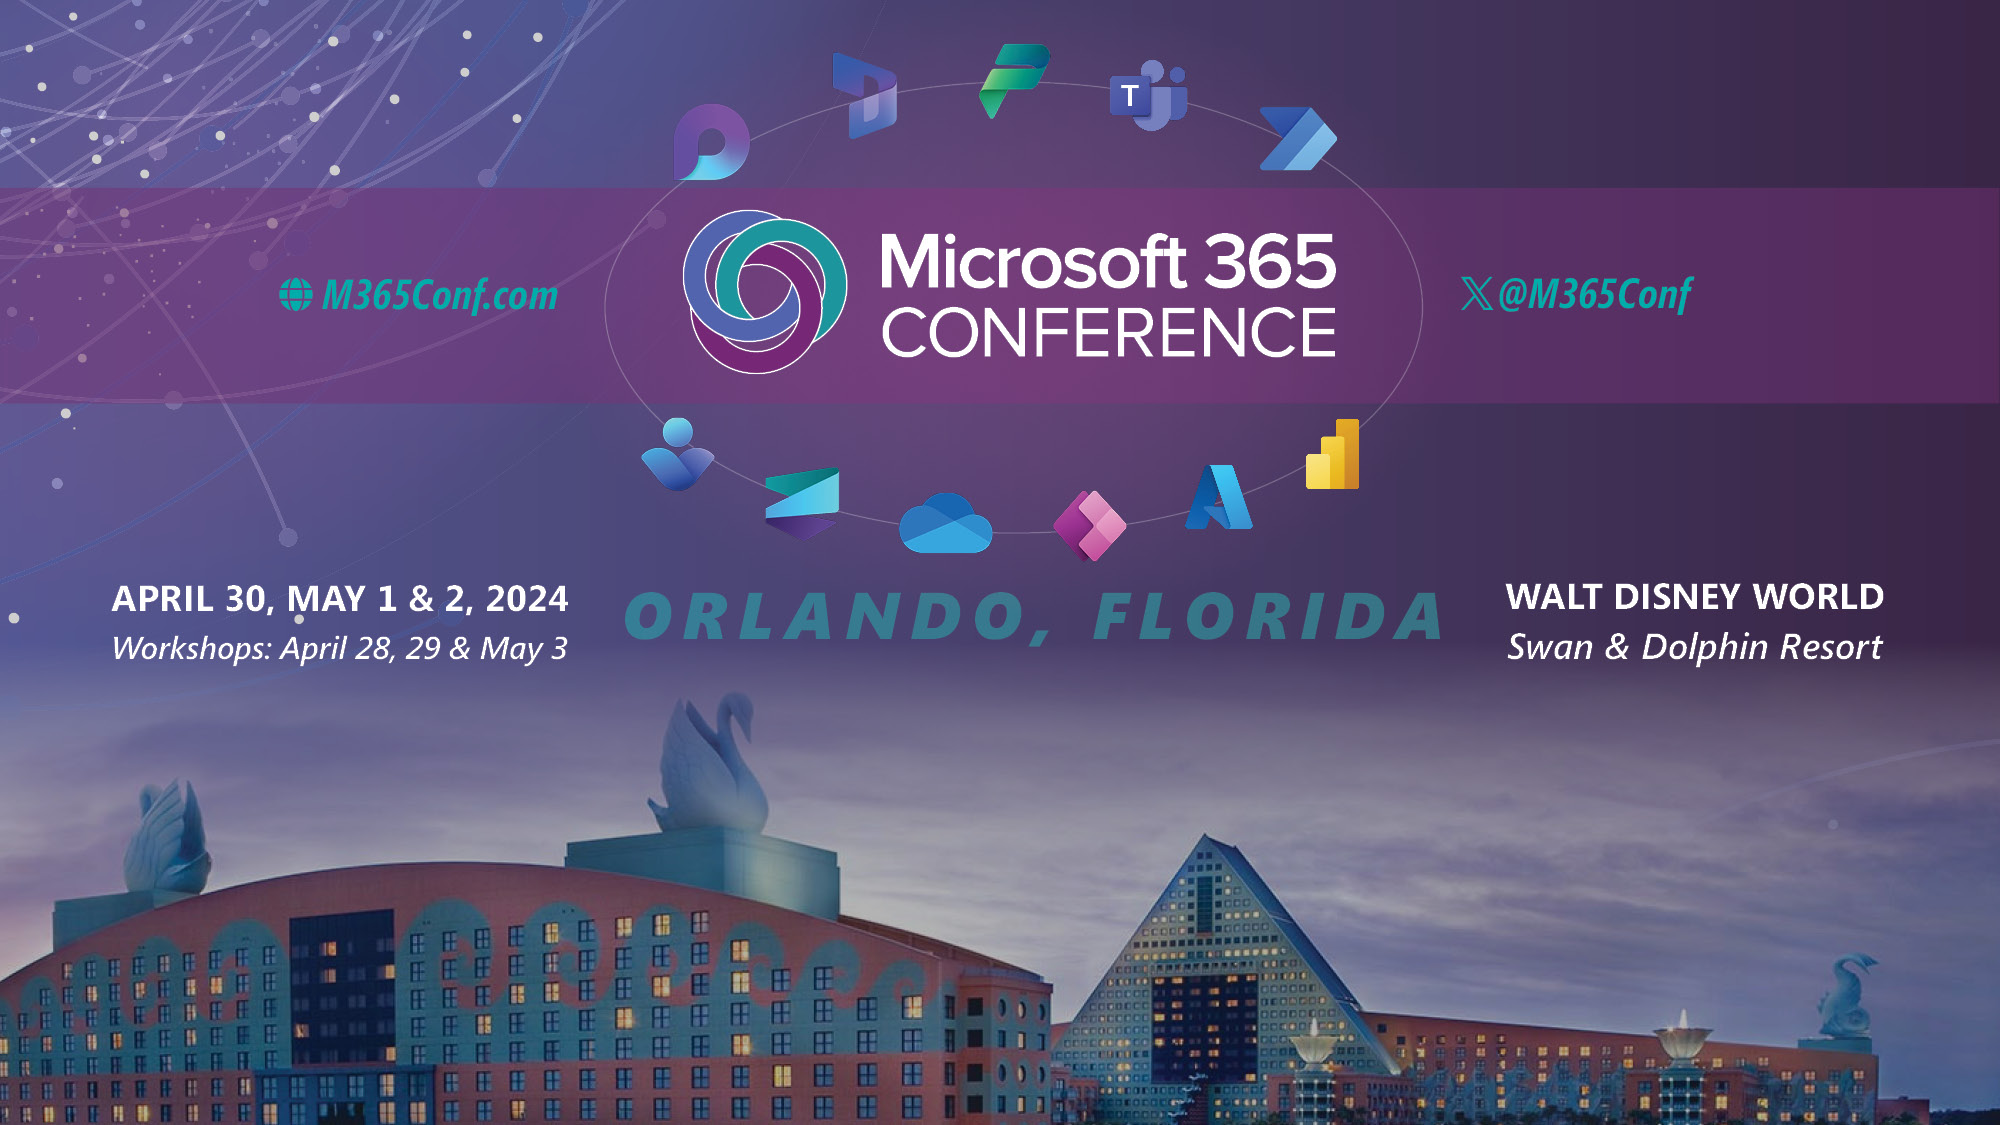 T
M365Conf.com
Microsoft 365
CONFERENCE
@M365Conf
APRIL 30, MAY 1 & 2, 2024
Workshops: April 28, 29 & May 3
ORLANDO, FLORIDA
WALT DISNEY WORLD
Swan & Dolphin Resort